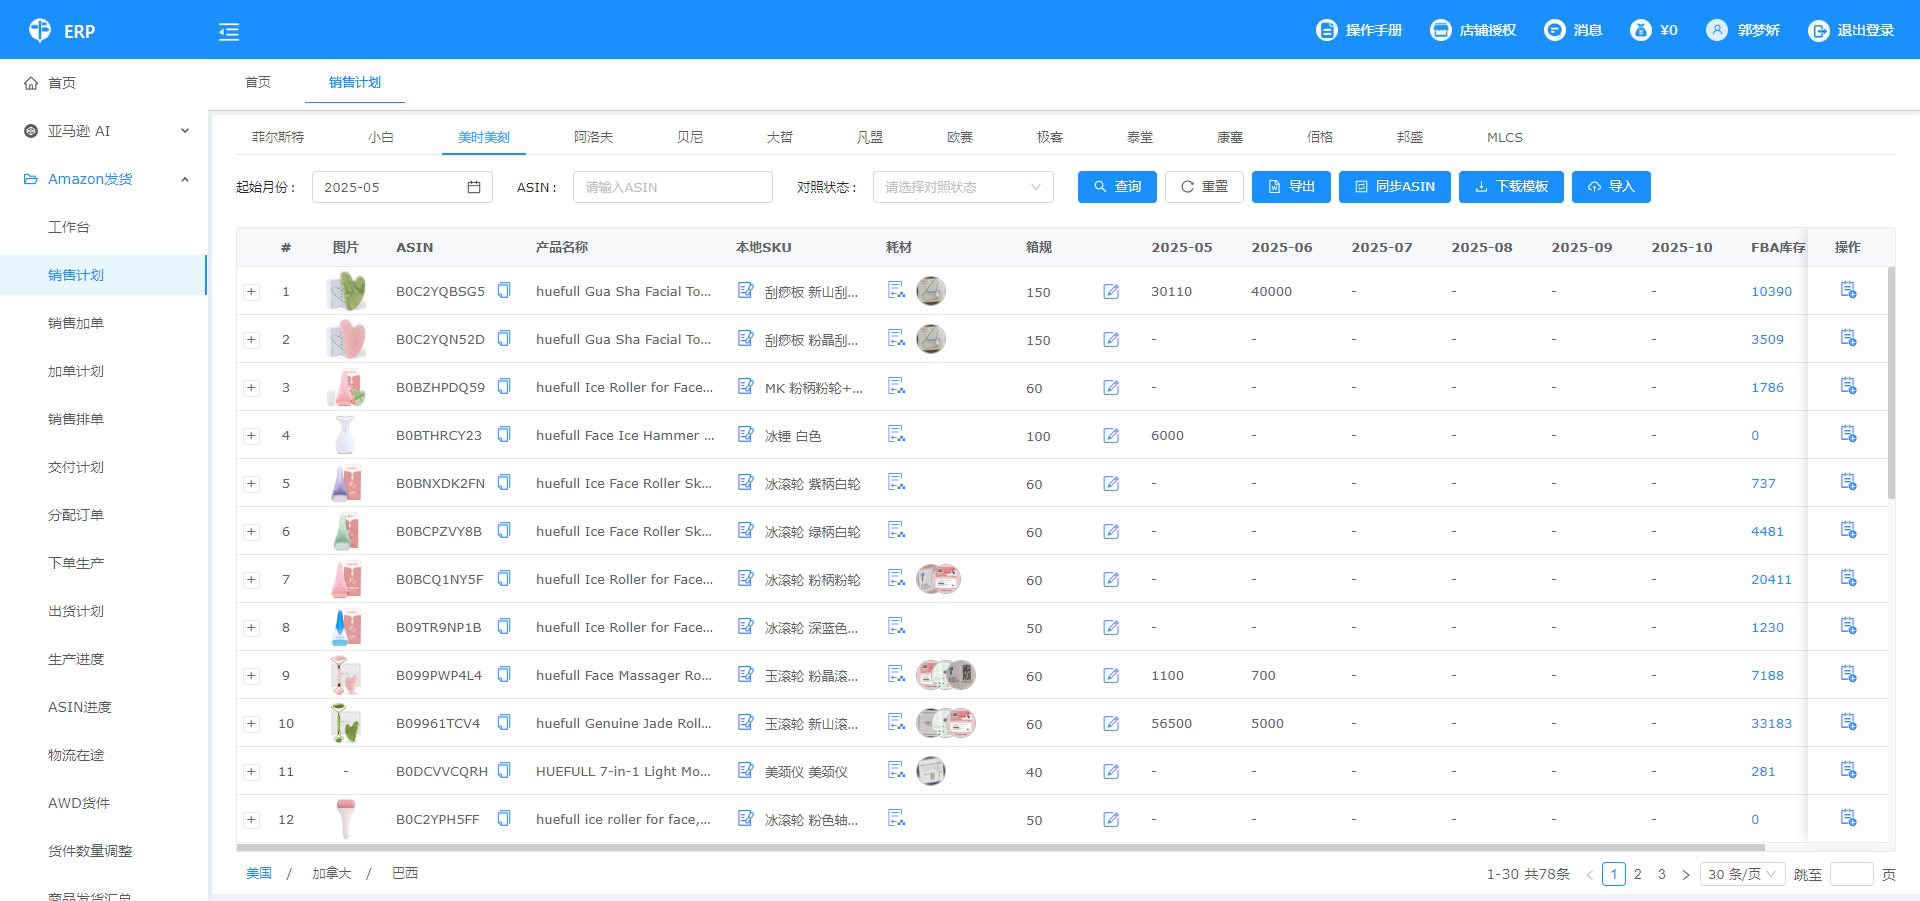 ERP
操作手册 店铺授权 消息 ¥0 郭梦娇 退出登录
首页
亚马逊 AI
Amazon发货
工作台
销售计划
销售加单
加单计划
销售排单
交付计划
分配订单
下单生产
出货计划
生产进度
ASIN进度
物流在途
AWD货件
货件数量调整
商品发货汇总
首页 销售计划
菲尔斯特 小白 美时美刻 阿洛夫 贝尼 大哲 凡盟 欧赛 极客 泰堂 康塞 佰格 邦盛 MLCS
起始月份： 2025-05 ASIN： 请输入ASIN 对照状态： 请选择对照状态 查询 重置 导出 同步ASIN 下载模板 导入
# 图片 ASIN 产品名称 本地SKU 耗材 箱规 2025-05 2025-06 2025-07 2025-08 2025-09 2025-10 FBA库存 操作
1 B0C2YQBSG5 huefull Gua Sha Facial To... 刮痧板 新山刮... 150 30110 40000 - - - - 10390
2 B0C2YQN52D huefull Gua Sha Facial To... 刮痧板 粉晶刮... 150 - - - - - - 3509
3 B0BZHPDQ59 huefull Ice Roller for Face... MK 粉柄粉轮+... 60 - - - - - - 1786
4 B0BTHRCY23 huefull Face Ice Hammer ... 冰锤 白色 100 6000 - - - - - 0
5 B0BNXDK2FN huefull Ice Face Roller Sk... 冰滚轮 紫柄白轮 60 - - - - - - 737
6 B0BCPZVY8B huefull Ice Face Roller Sk... 冰滚轮 绿柄白轮 60 - - - - - - 4481
7 B0BCQ1NY5F huefull Ice Roller for Face... 冰滚轮 粉柄粉轮 60 - - - - - - 20411
8 B09TR9NP1B huefull Ice Roller for Face... 冰滚轮 深蓝色... 50 - - - - - - 1230
9 B099PWP4L4 huefull Face Massager Ro... 玉滚轮 粉晶滚... 60 1100 700 - - - - 7188
10 B09961TCV4 huefull Genuine Jade Roll... 玉滚轮 新山滚... 60 56500 5000 - - - - 33183
11 - B0DCVVCQRH HUEFULL 7-in-1 Light Mo... 美颈仪 美颈仪 40 - - - - - - 281
12 B0C2YPH5FF huefull ice roller for face,... 冰滚轮 粉色轴... 50 - - - - - - 0
美国 / 加拿大 / 巴西
1-30 共78条 < 1 2 3 > 30 条/页 跳至 页